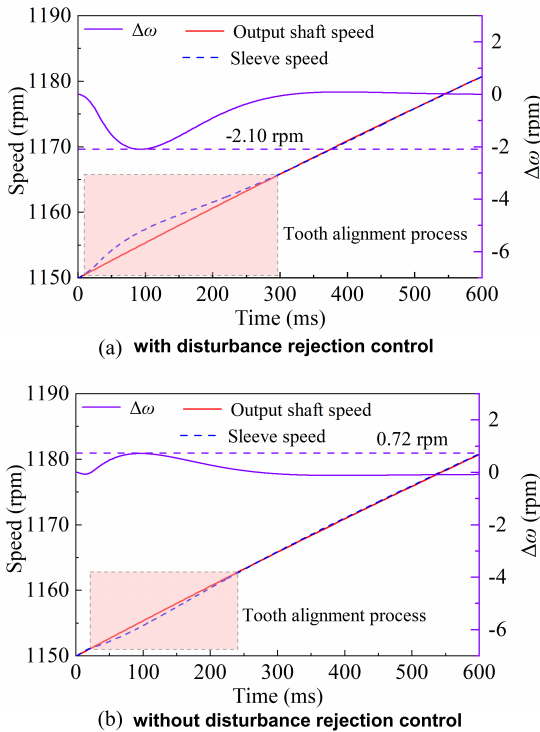 1190
1180
1170
1160
1150
Speed (rpm)
Δω
Output shaft speed
Sleeve speed
-2.10 rpm
Tooth alignment process
2
0
-2
-4
-6
Δω (rpm)
0 100 200 300 400 500 600
Time (ms)
(a) with disturbance rejection control
1190
1180
1170
1160
1150
Speed (rpm)
Δω
Output shaft speed
Sleeve speed
0.72 rpm
Tooth alignment process
2
0
-2
-4
-6
Δω (rpm)
0 100 200 300 400 500 600
Time (ms)
(b) without disturbance rejection control